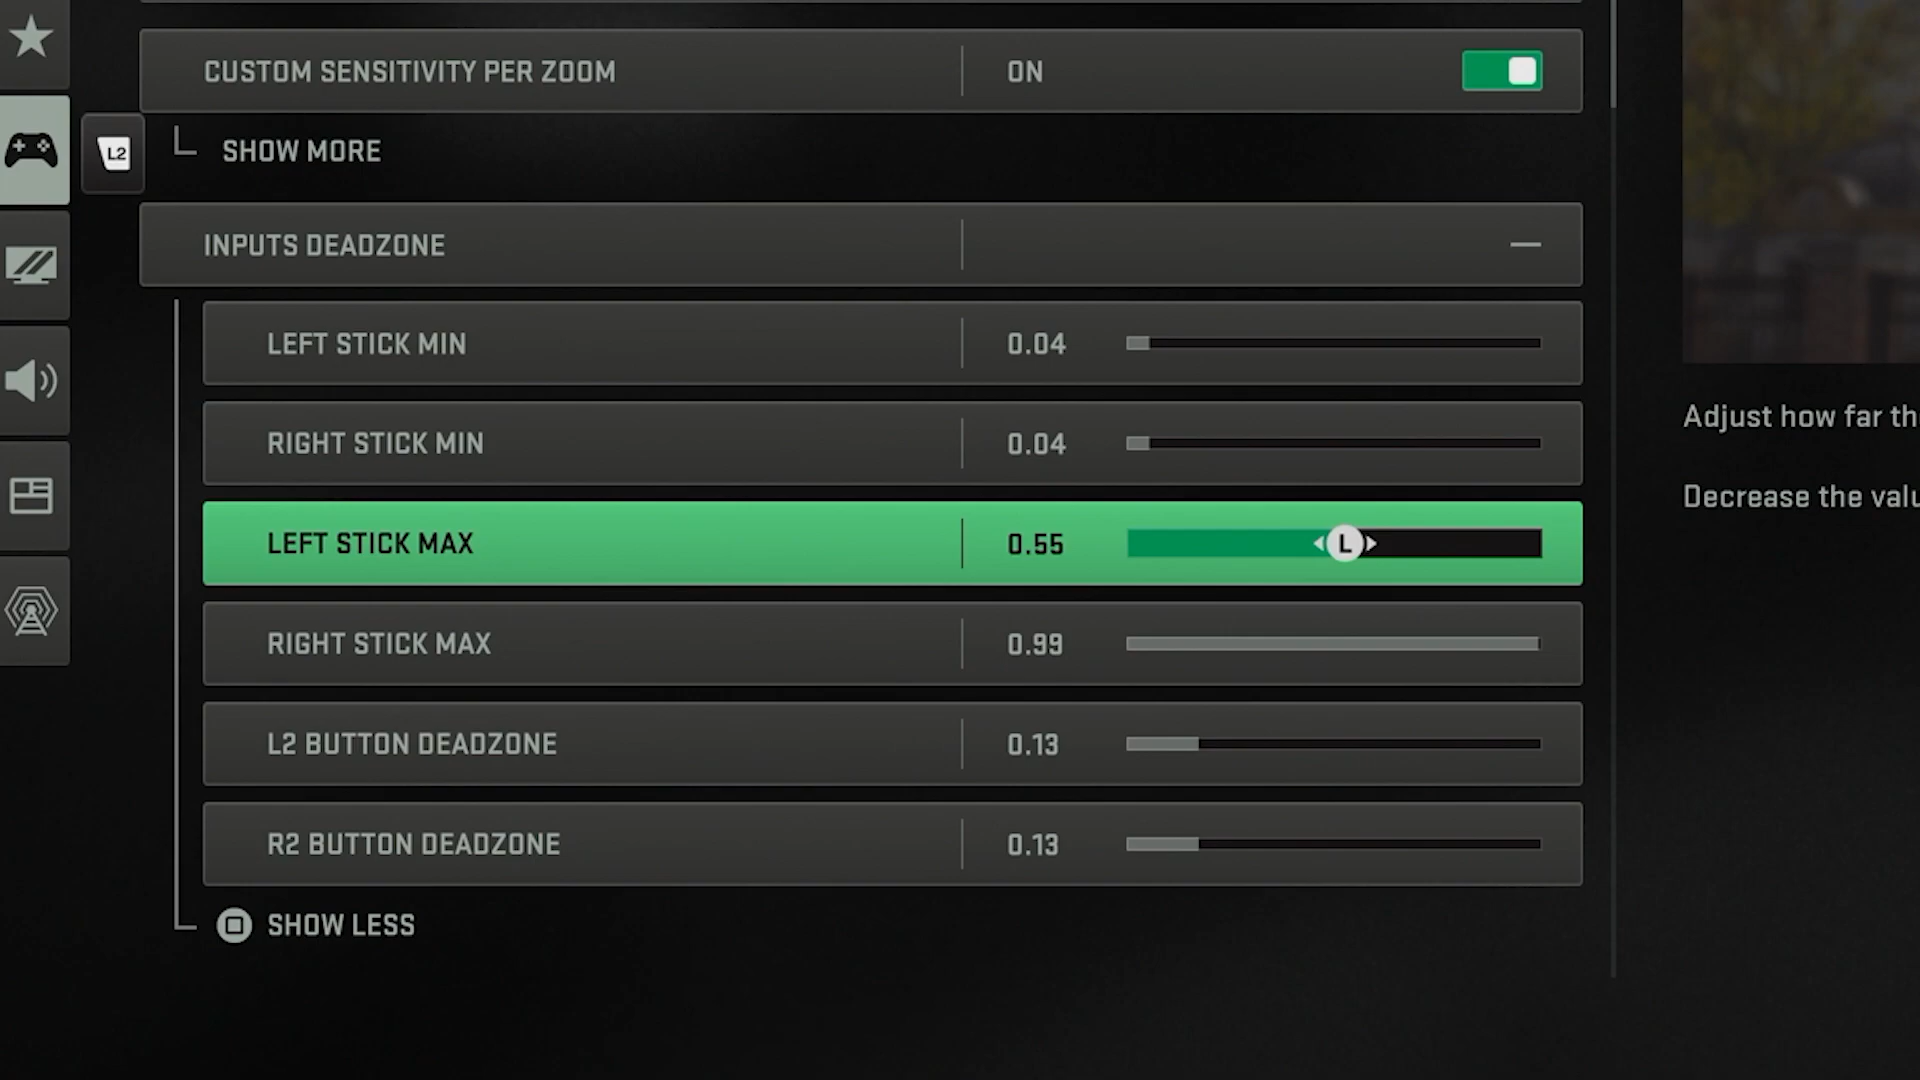 CUSTOM SENSITIVITY PER ZOOM
ON
L2
SHOW MORE
INPUTS DEADZONE
LEFT STICK MIN
0.04
RIGHT STICK MIN
0.04
LEFT STICK MAX
0.55
L
RIGHT STICK MAX
0.99
L2 BUTTON DEADZONE
0.13
R2 BUTTON DEADZONE
0.13
SHOW LESS
Adjust how far
Decrease the